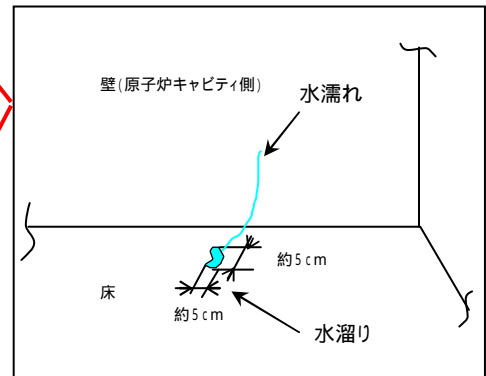 壁(原子炉キャビティ側)
水濡れ
約5cm
床
約5cm
水溜り